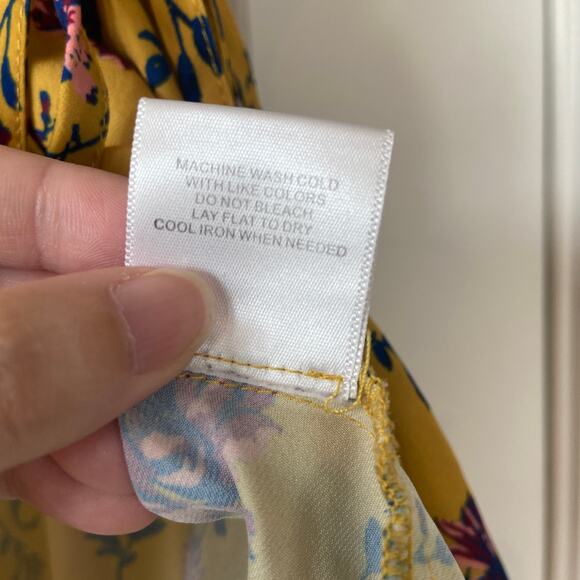 MACHINE WASH COLD
WITH LIKE COLORS
DO NOT BLEACH
LAY FLAT TO DRY
COOL IRON WHEN NEEDED